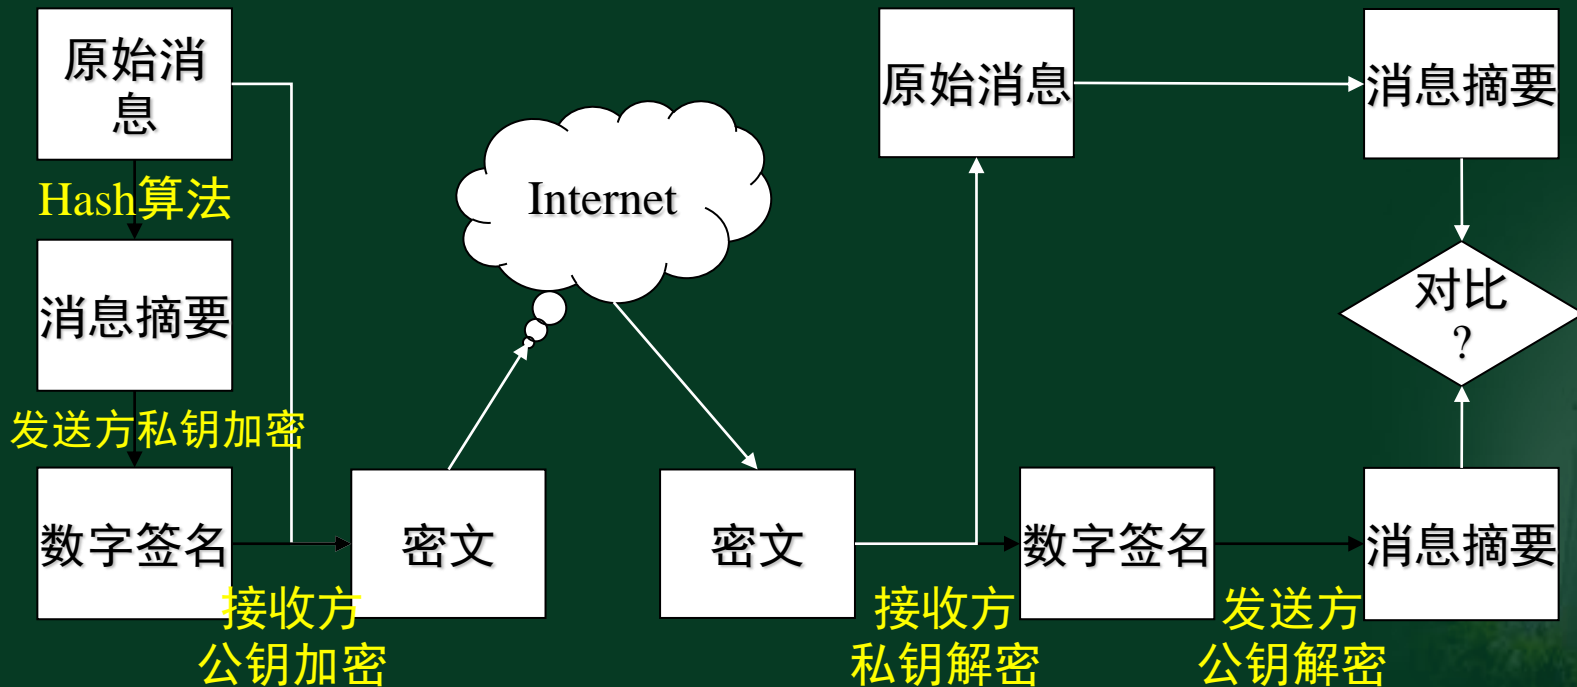 原始消
息
Hash算法
消息摘要
发送方私钥加密
数字签名
接收方
公钥加密
密文
Internet
密文
接收方
私钥解密
原始消息
数字签名
发送方
公钥解密
消息摘要
对比
?
消息摘要